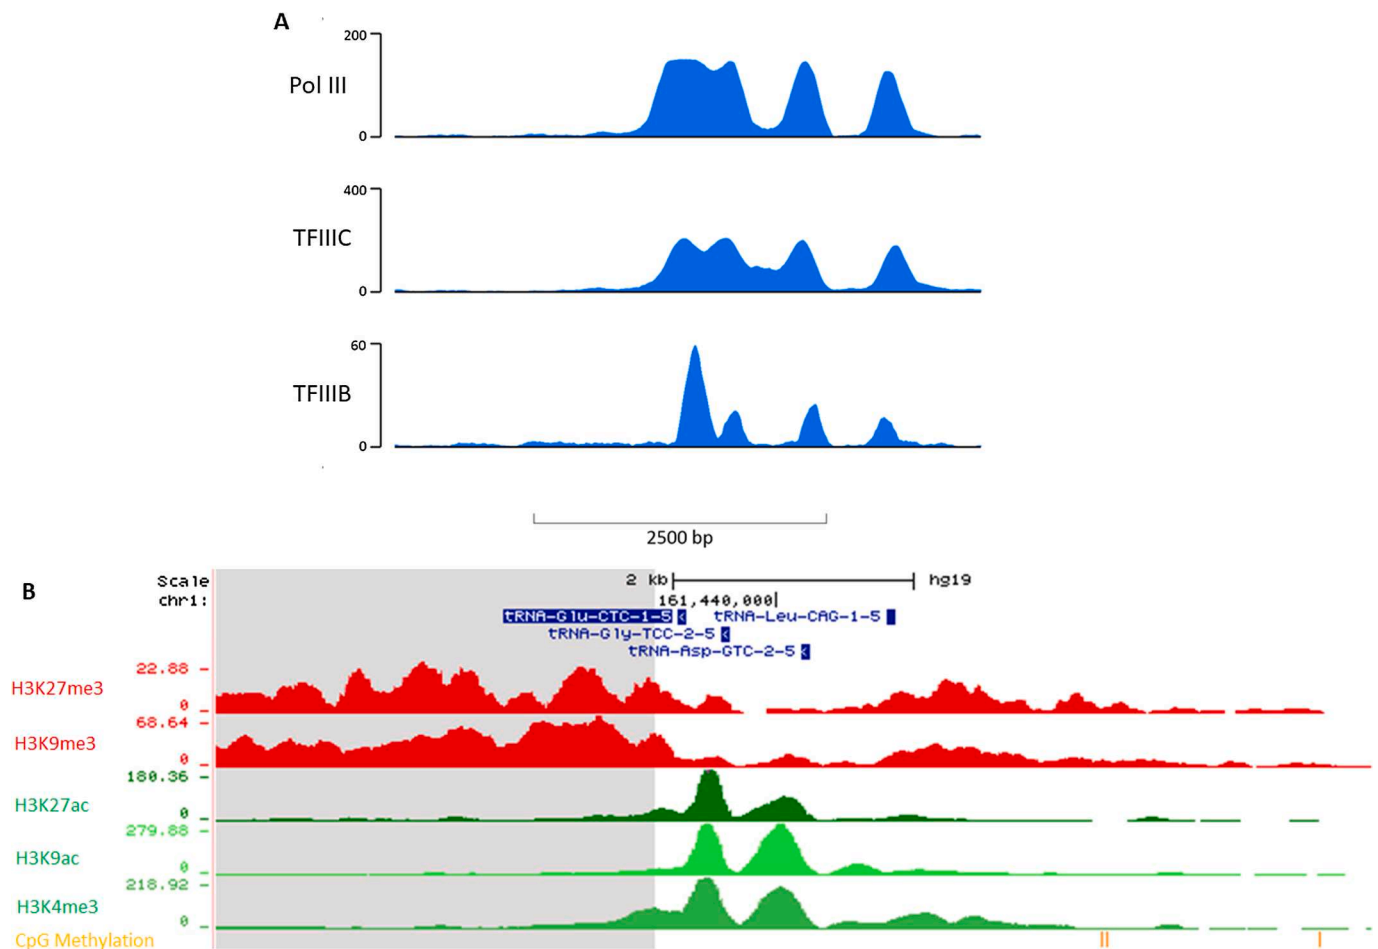 A
200
Pol III
0
400
TFIIIC
0
60
TFIIIB
0
2500 bp
B
Scale 2 kb hg19
chr1: 161,440,000
tRNA-Glu-CTC-1-5 tRNA-Leu-CAG-1-5
tRNA-Gly-TCC-2-5
tRNA-Asp-GTC-2-5
22.88
H3K27me3
0
68.64
H3K9me3
0
180.36
H3K27ac
0
279.88
H3K9ac
0
218.92
H3K4me3
0
CpG Methylation